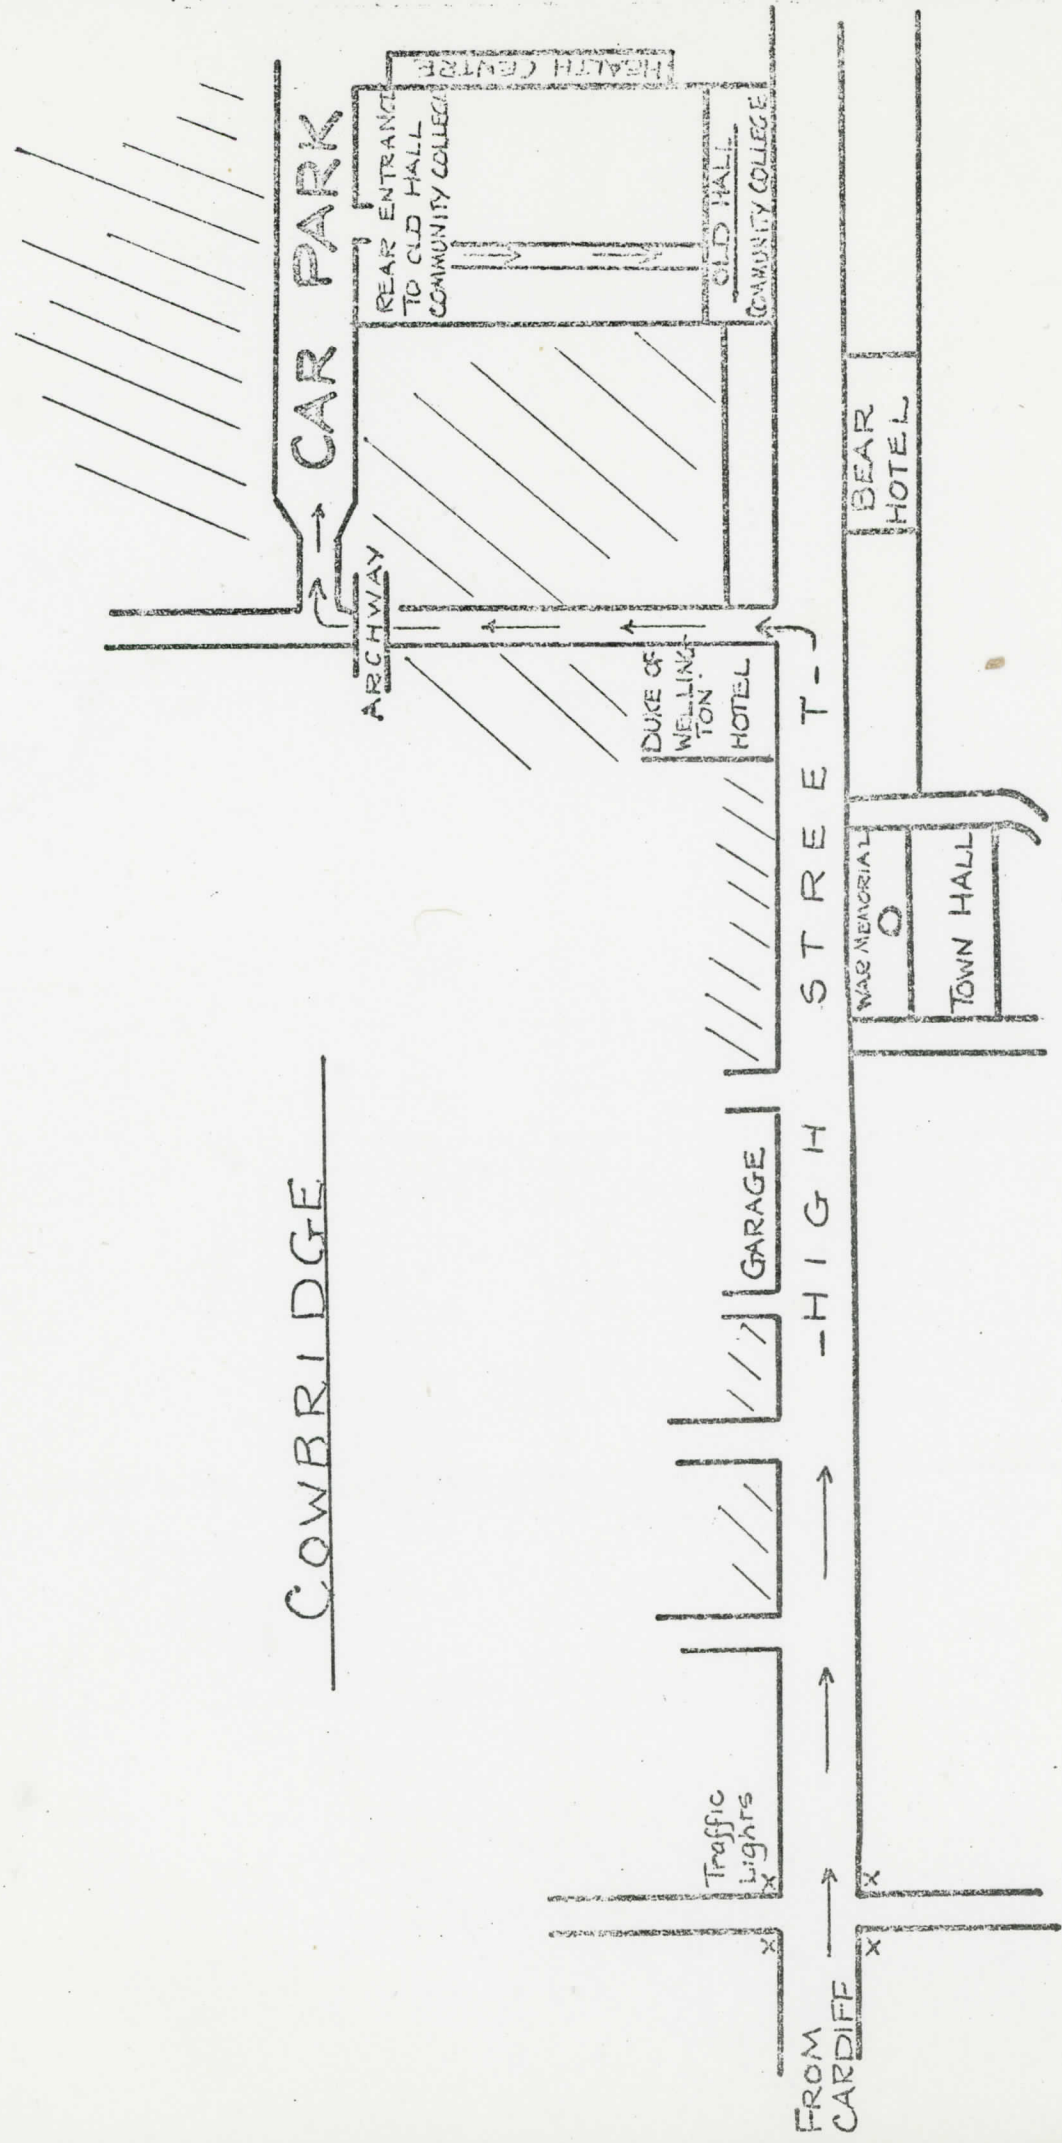 COWBRIDGE
CAR PARK
REAR ENTRANCE
TO OLD HALL
COMMUNITY COLLEGE
HEALTH CENTRE
ARCHWAY
OLD HALL
COMMUNITY COLLEGE
DUKE OF
WELLING-
TON
HOTEL
GARAGE
Traffic
Lights
x
x
x
x
FROM
CARDIFF
-HIGH STREET-
WAR MEMORIAL
TOWN HALL
BEAR
HOTEL